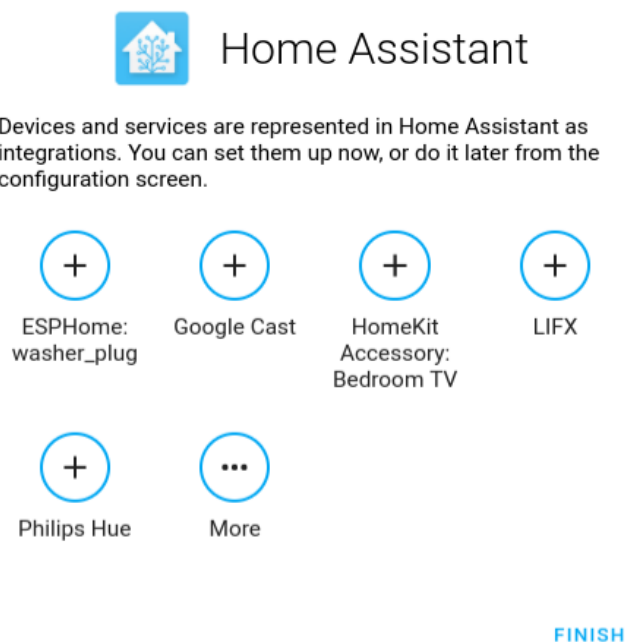 Home Assistant
Devices and services are represented in Home Assistant as
integrations. You can set them up now, or do it later from the
configuration screen.
ESPHome:
washer_plug
Google Cast
HomeKit
Accessory:
Bedroom TV
LIFX
Philips Hue
More
FINISH